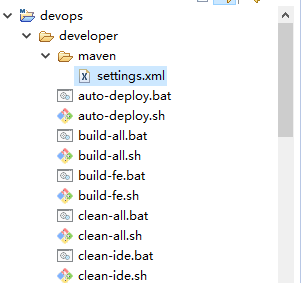 devops
developer
maven
settings.xml
auto-deploy.bat
auto-deploy.sh
build-all.bat
build-all.sh
build-fe.bat
build-fe.sh
clean-all.bat
clean-all.sh
clean-ide.bat
clean-ide.sh